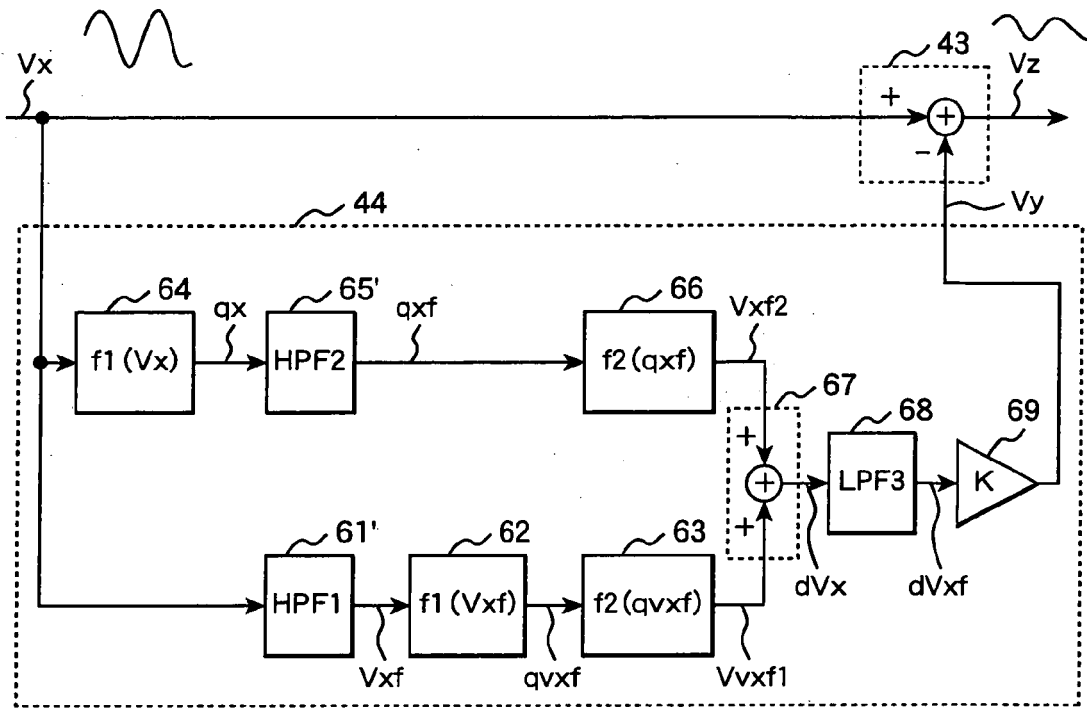 43
Vx
Vz
+
+
−
44
Vy
64
qx
65'
qxf
66
Vxf2
f1(Vx)
HPF2
f2(qxf)
67
68
69
+
+
LPF3
K
+
61'
62
63
dVx
dVxf
HPF1
f1(Vxf)
f2(qvxf)
Vxf
qvxf
Vvxf1